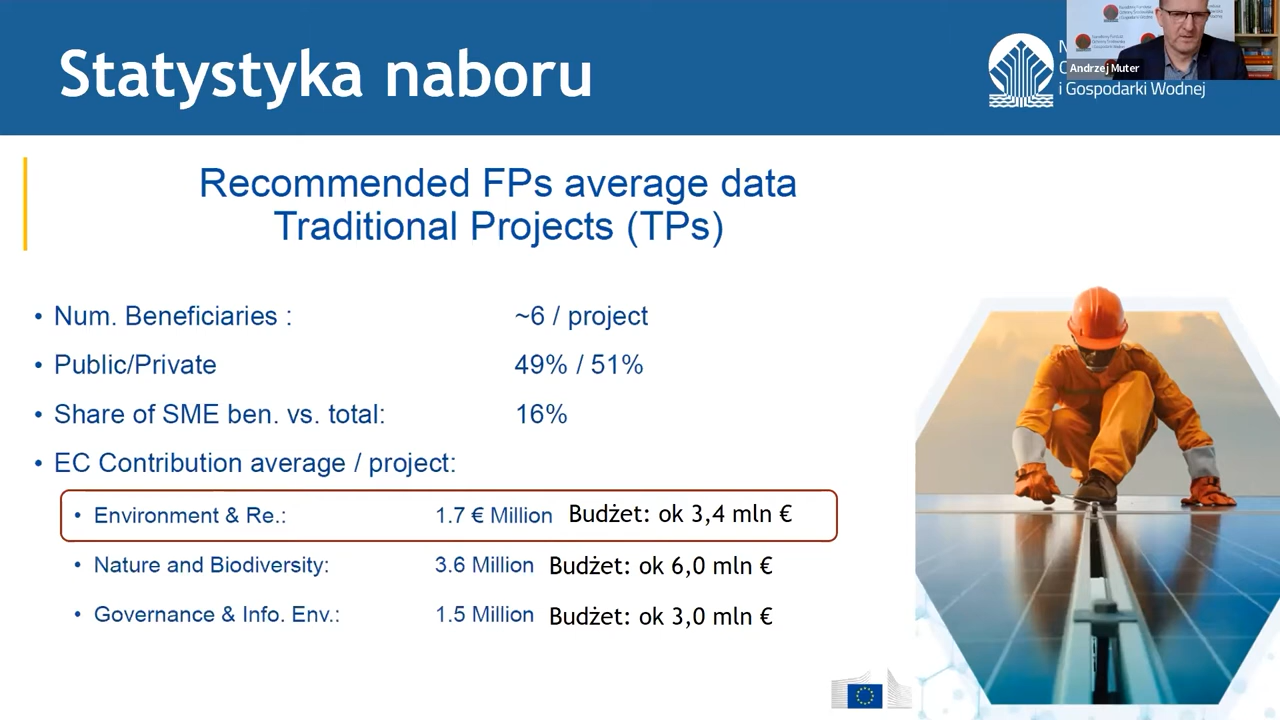 Statystyka naboru
Andrzej Muter
i Gospodarki Wodnej
Recommended FPs average data
Traditional Projects (TPs)
• Num. Beneficiaries : ~6 / project
• Public/Private 49% / 51%
• Share of SME ben. vs. total: 16%
• EC Contribution average / project:
• Environment & Re.: 1.7 € Million Budżet: ok 3,4 mln €
• Nature and Biodiversity: 3.6 Million Budżet: ok 6,0 mln €
• Governance & Info. Env.: 1.5 Million Budżet: ok 3,0 mln €